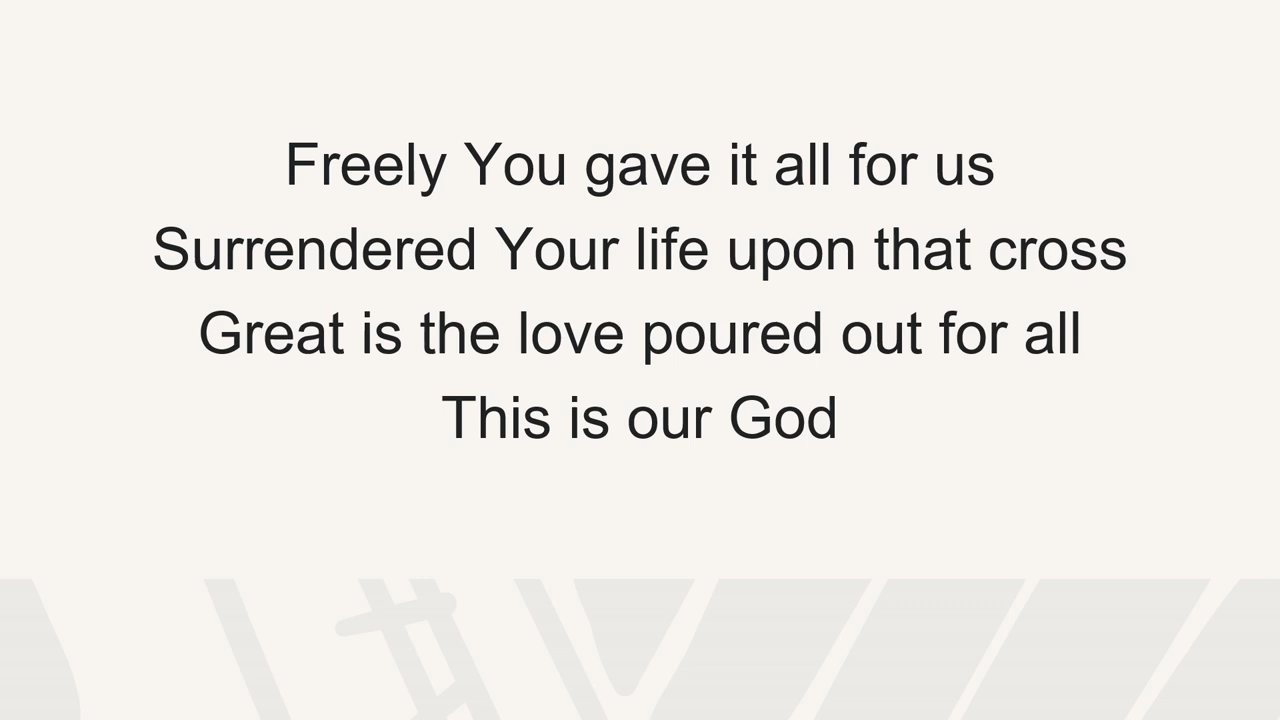 Freely You gave it all for us
Surrendered Your life upon that cross
Great is the love poured out for all
This is our God